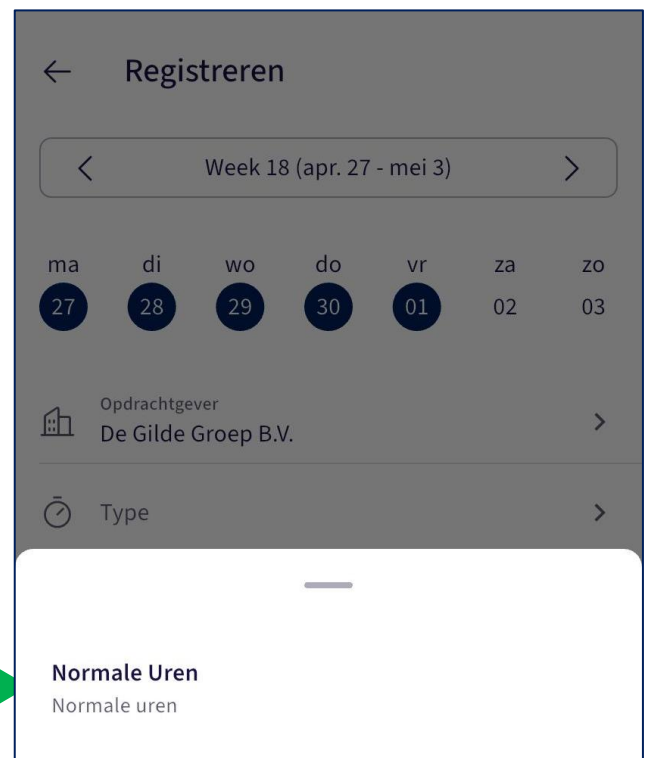 Registreren
Week 18 (apr. 27 - mei 3)
ma di wo do vr za zo
27 28 29 30 01 02 03
Opdrachtgever
De Gilde Groep B.V.
Type
Normale Uren
Normale uren